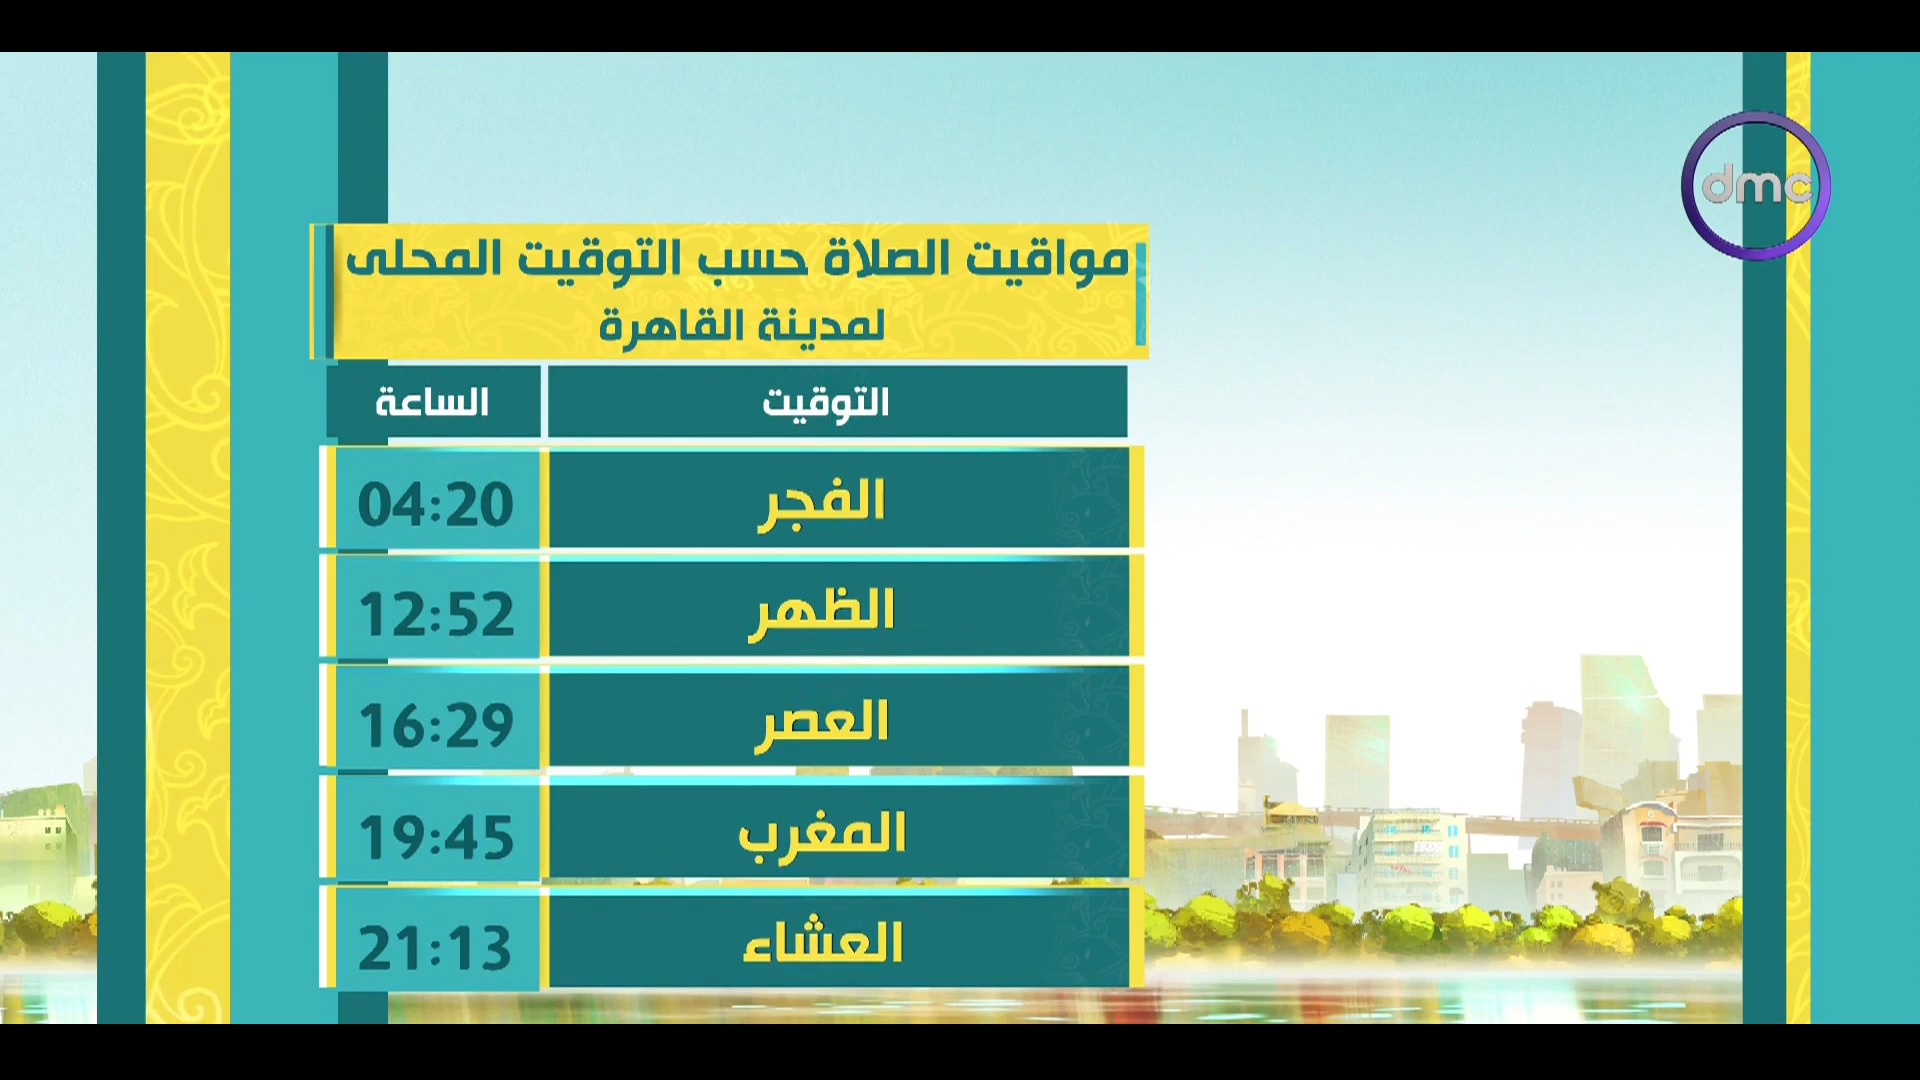 dmc
مواقيت الصلاة حسب التوقيت المحلى
لمدينة القاهرة
التوقيت الساعة
الفجر 04:20
الظهر 12:52
العصر 16:29
المغرب 19:45
العشاء 21:13